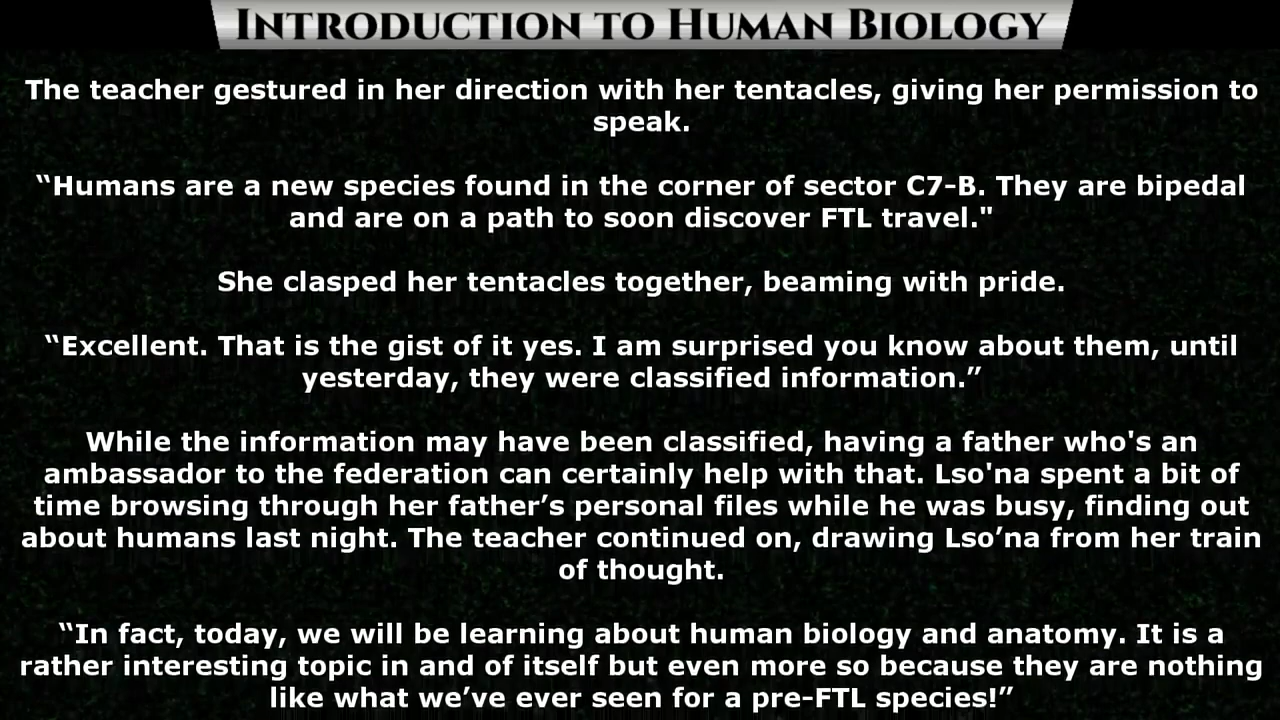 Introduction to Human Biology
The teacher gestured in her direction with her tentacles, giving her permission to
speak.
“Humans are a new species found in the corner of sector C7-B. They are bipedal
and are on a path to soon discover FTL travel."
She clasped her tentacles together, beaming with pride.
“Excellent. That is the gist of it yes. I am surprised you know about them, until
yesterday, they were classified information.”
While the information may have been classified, having a father who's an
ambassador to the federation can certainly help with that. Lso'na spent a bit of
time browsing through her father’s personal files while he was busy, finding out
about humans last night. The teacher continued on, drawing Lso’na from her train
of thought.
“In fact, today, we will be learning about human biology and anatomy. It is a
rather interesting topic in and of itself but even more so because they are nothing
like what we’ve ever seen for a pre-FTL species!”